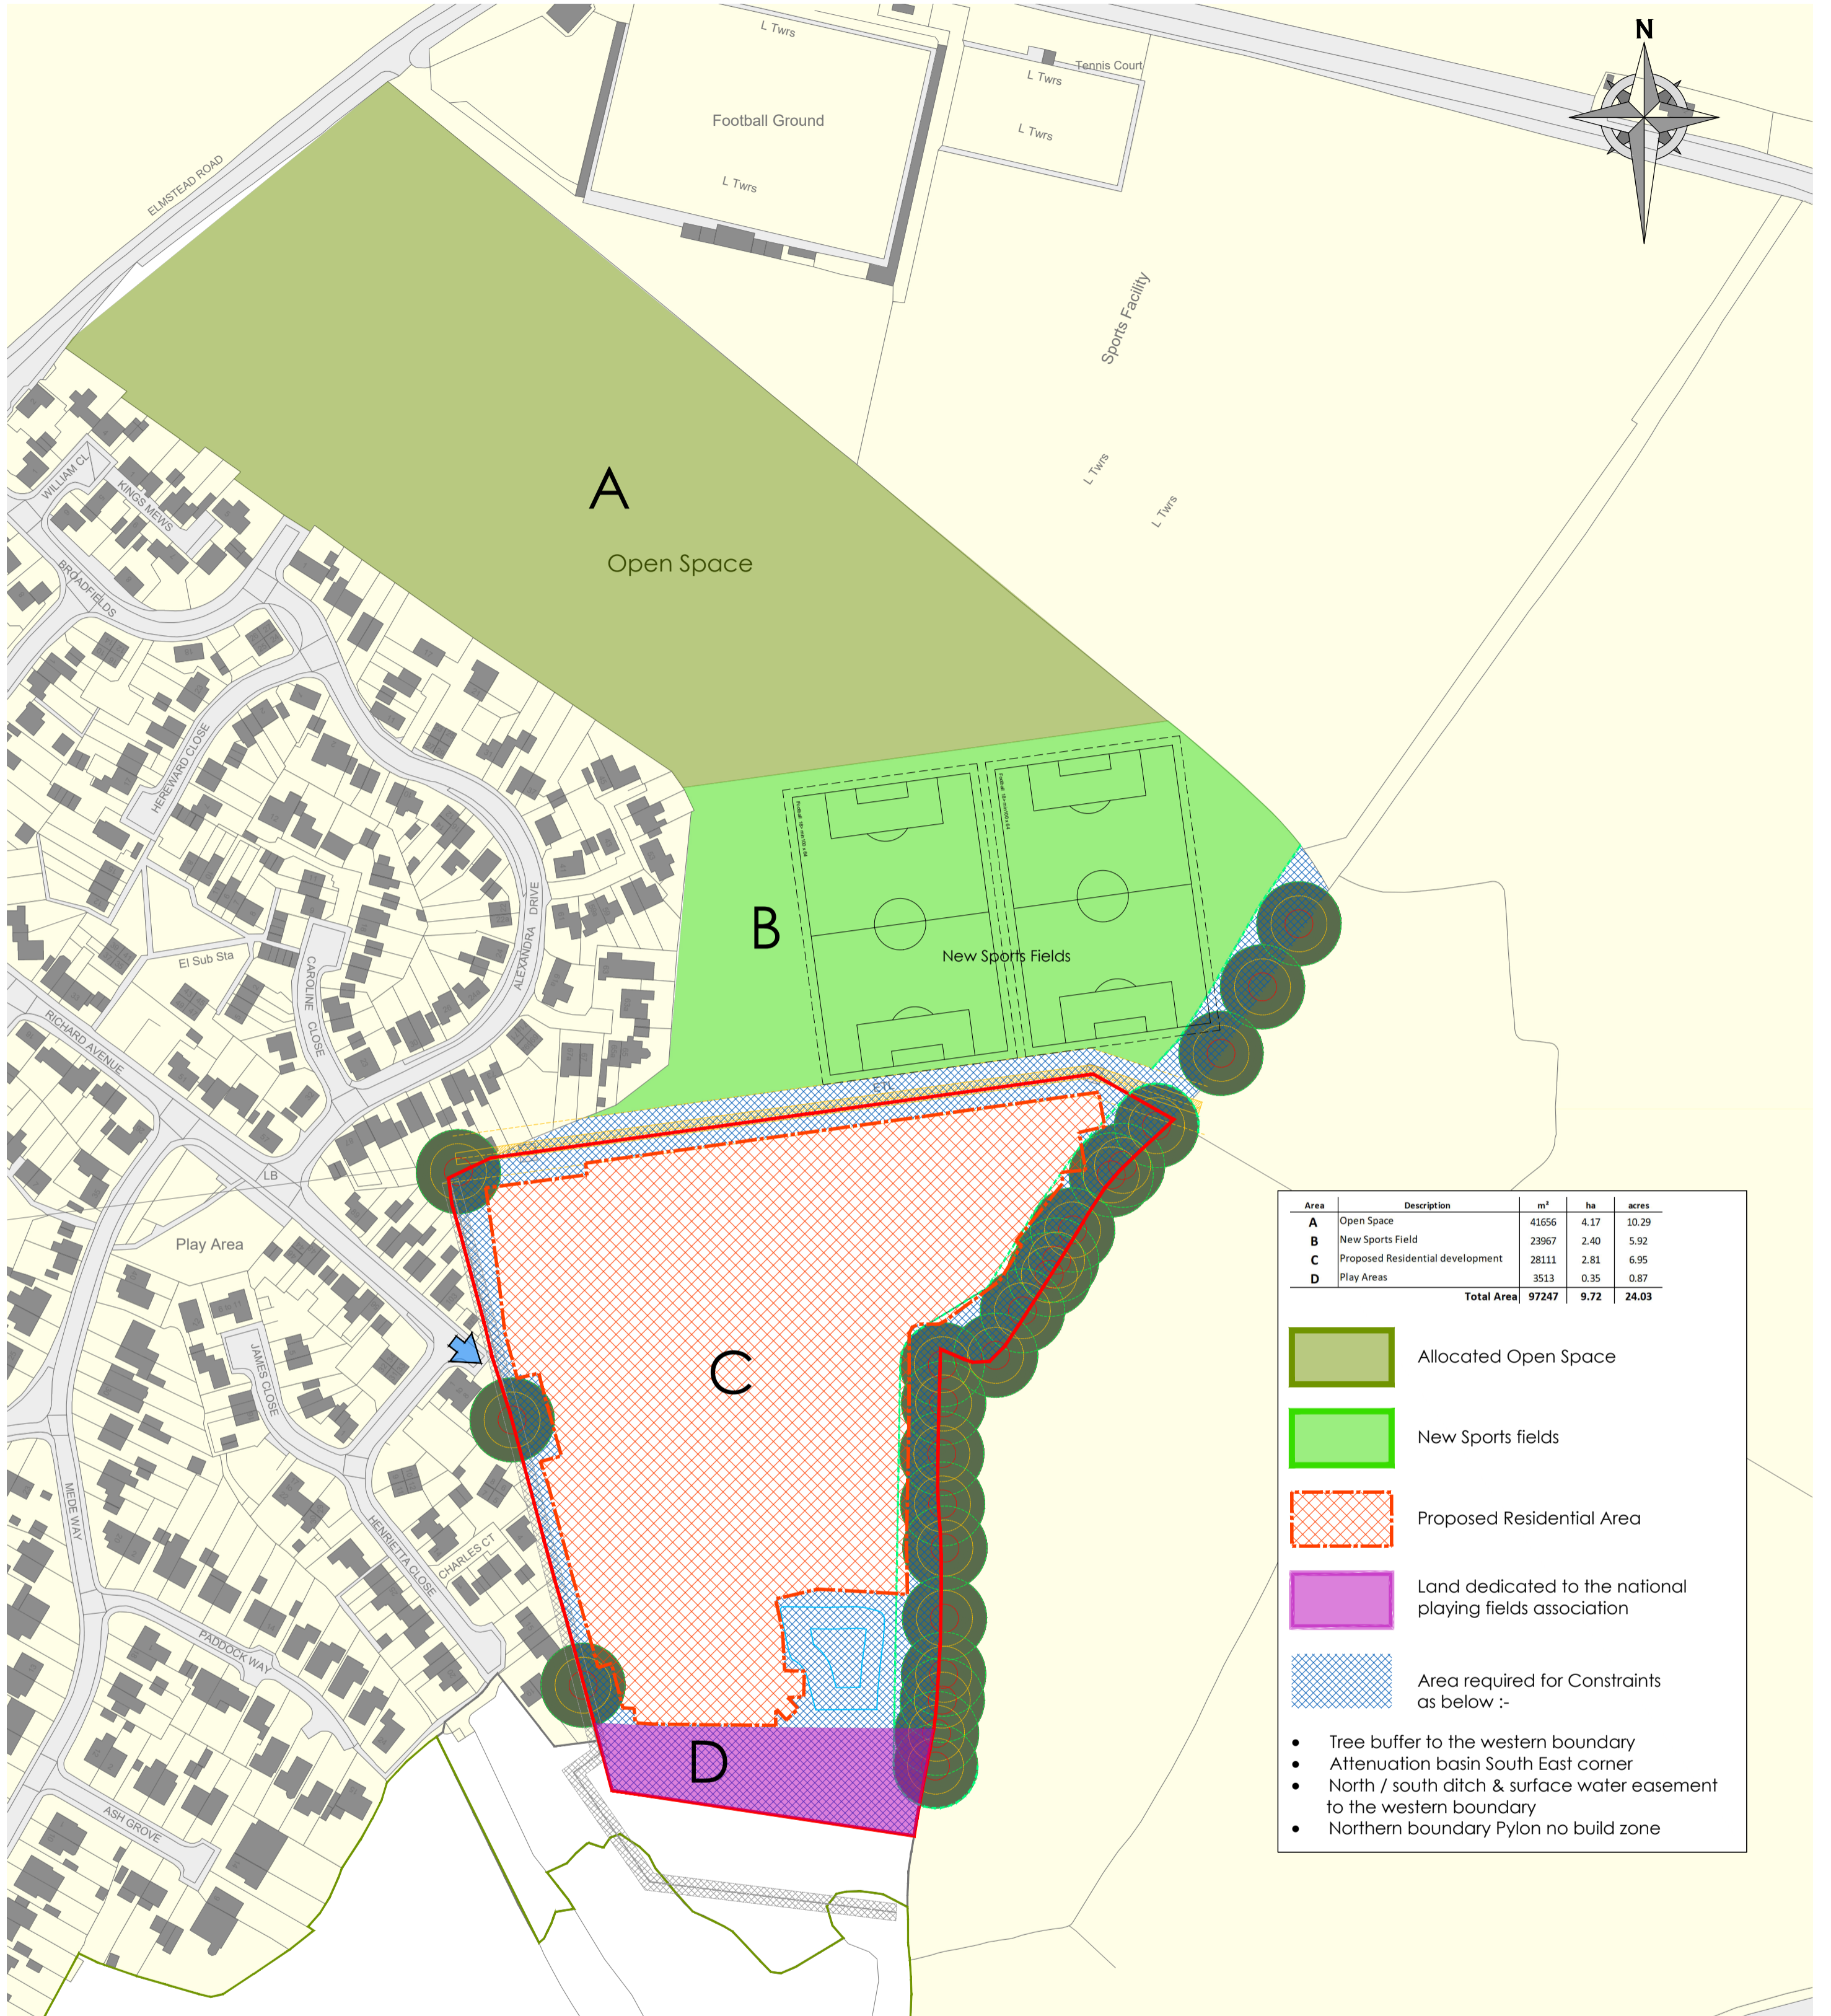 N
L Twrs
Tennis Court
L Twrs
Football Ground
L Twrs
L Twrs
ELMSTEAD ROAD
Sports Facility
L Twrs
L Twrs
A
Open Space
WILLIAM CL
KINGS MEWS
BROADFIELDS
HEREWARD CLOSE
ALEXANDRA DRIVE
B
New Sports Fields
El Sub Sta
CAROLINE CLOSE
RICHARD AVENUE
ETL
LB
Play Area
C
JAMES CLOSE
MEDE WAY
HENRIETTA CLOSE
CHARLES CT
PADDOCK WAY
ASH GROVE
D
Area Description m² ha acres
A Open Space 41656 4.17 10.29
B New Sports Field 23967 2.40 5.92
C Proposed Residential development 28111 2.81 6.95
D Play Areas 3513 0.35 0.87
Total Area 97247 9.72 24.03
Allocated Open Space
New Sports fields
Proposed Residential Area
Land dedicated to the national
playing fields association
Area required for Constraints
as below :-
• Tree buffer to the western boundary
• Attenuation basin South East corner
• North / south ditch & surface water easement
to the western boundary
• Northern boundary Pylon no build zone